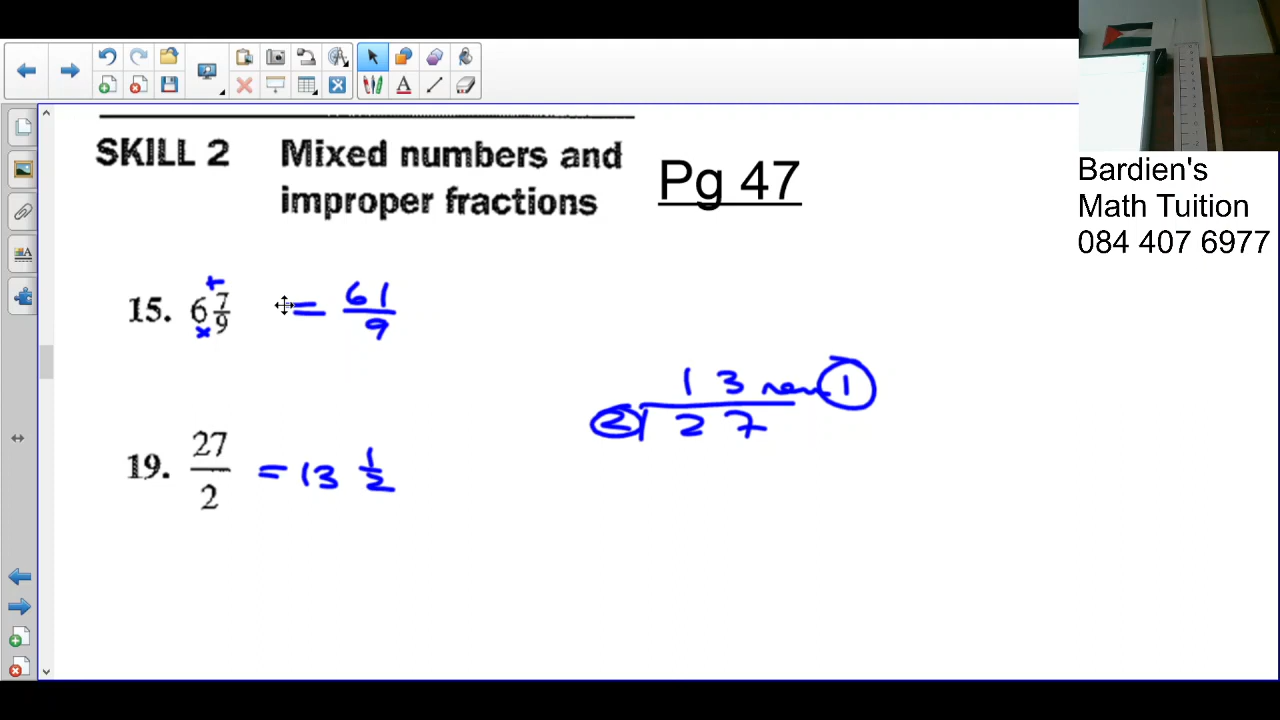 SKILL 2 Mixed numbers and
improper fractions
Pg 47
Bardien's
Math Tuition
084 407 6977
15. 6 7/9 = 61/9
+
×
13 rem 1
2 27
19. 27/2 = 13 1/2